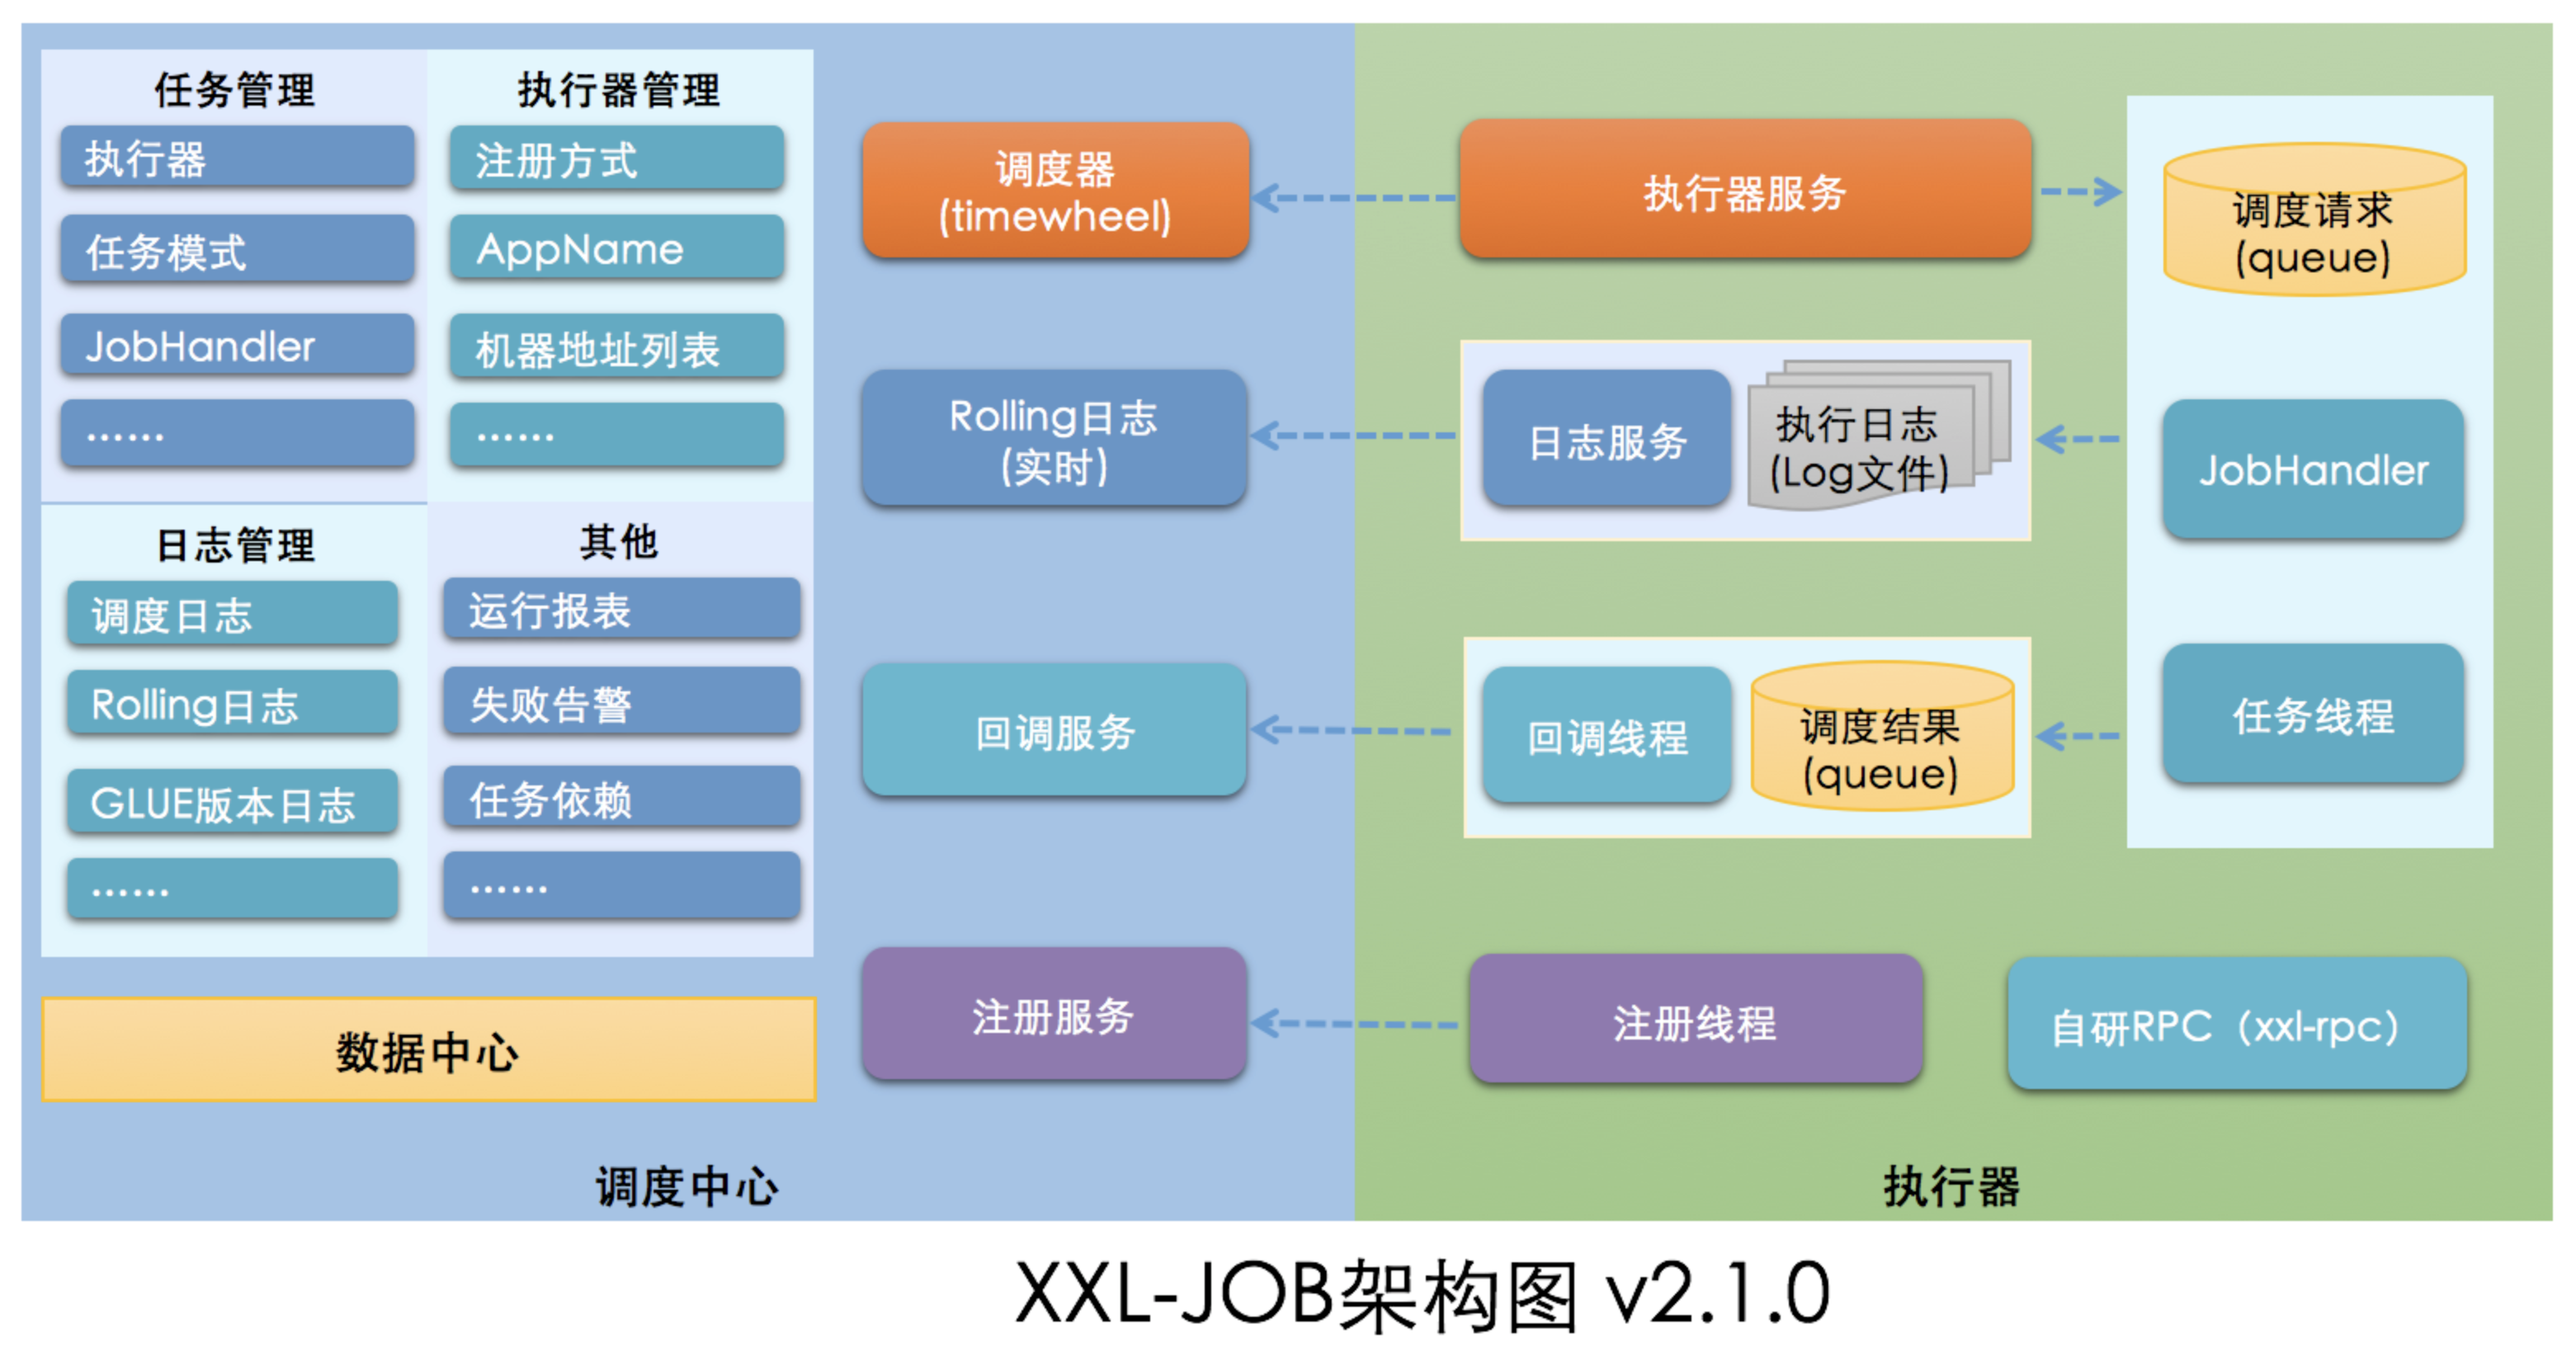 任务管理
执行器
任务模式
JobHandler
······
执行器管理
注册方式
AppName
机器地址列表
······
日志管理
调度日志
Rolling日志
GLUE版本日志
······
其他
运行报表
失败告警
任务依赖
······
数据中心
调度器
(timewheel)
Rolling日志
(实时)
回调服务
注册服务
调度中心
执行器服务
日志服务
执行日志
(Log文件)
回调线程
调度结果
(queue)
注册线程
调度请求
(queue)
JobHandler
任务线程
自研RPC（xxl-rpc）
执行器
XXL-JOB架构图 v2.1.0